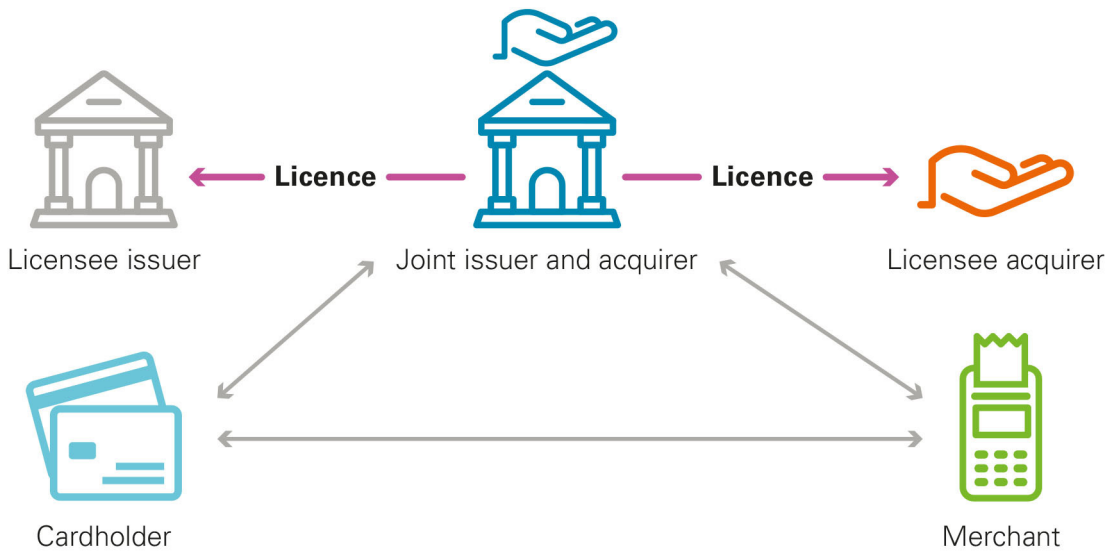 Licence
Licence
Licensee issuer
Joint issuer and acquirer
Licensee acquirer
Cardholder
Merchant